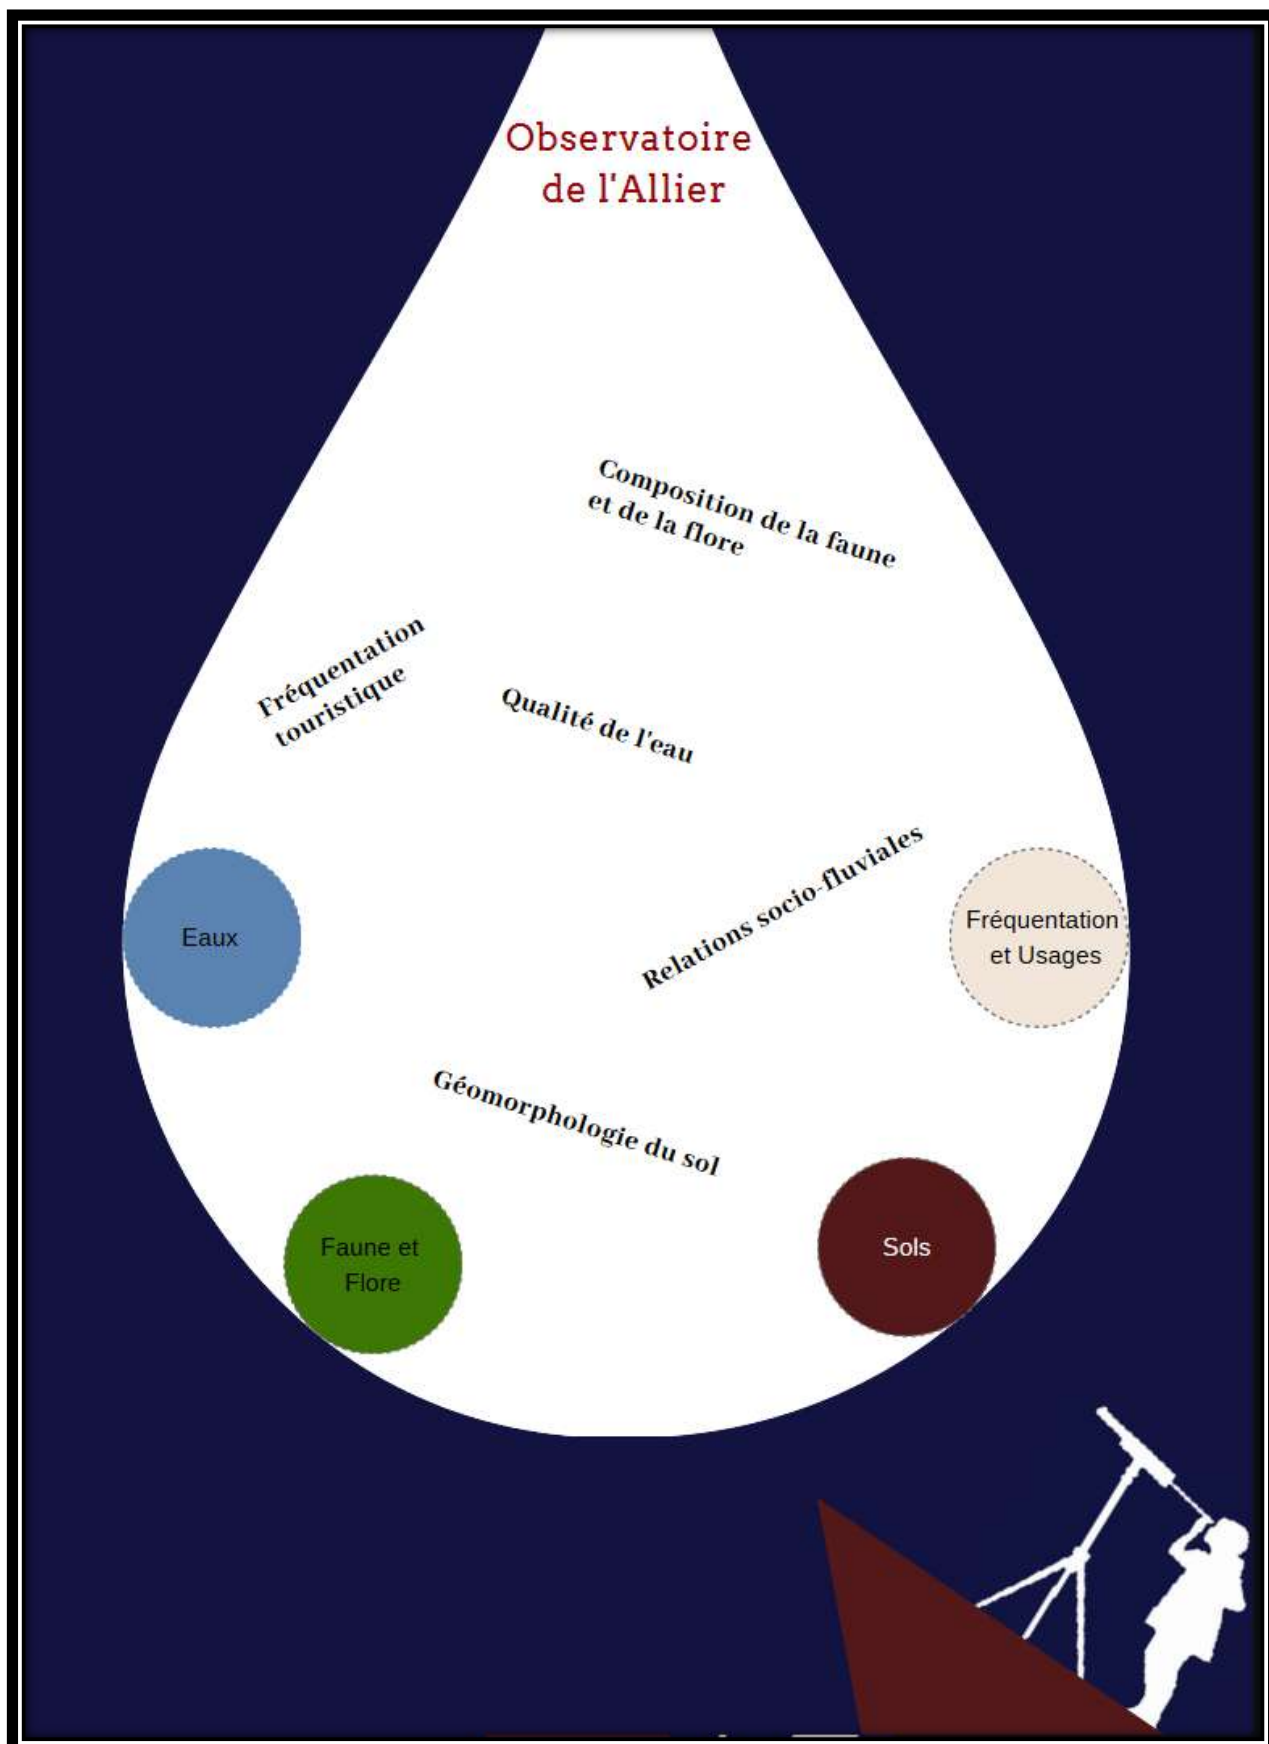 Observatoire
de l'Allier
Composition de la faune
et de la flore
Fréquentation
touristique
Qualité de l'eau
Relations socio-fluviales
Eaux
Fréquentation
et Usages
Géomorphologie du sol
Faune et
Flore
Sols